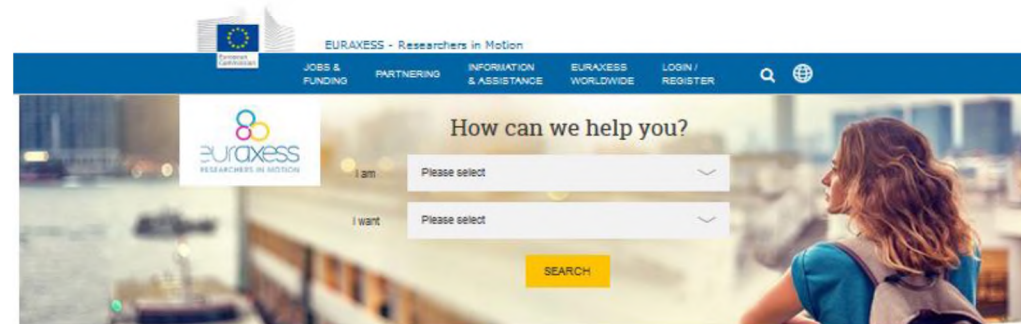 European
Commission
EURAXESS - Researchers in Motion
JOBS &
FUNDING
PARTNERING
INFORMATION
& ASSISTANCE
EURAXESS
WORLDWIDE
LOGIN /
REGISTER
euraxess
RESEARCHERS IN MOTION
How can we help you?
I am
Please select
I want
Please select
SEARCH